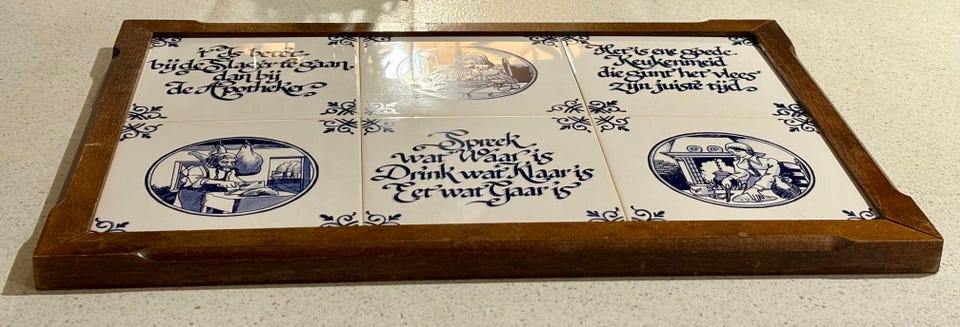 't Is beter
bij de Slager te gaan
dan bij
de Apotheker
Het is ene goede
Keukenmeid
die gunt het vlees
zijn juiste tijd
Spreek
wat Waar is
Drink wat Klaar is
Eet wat Gaar is